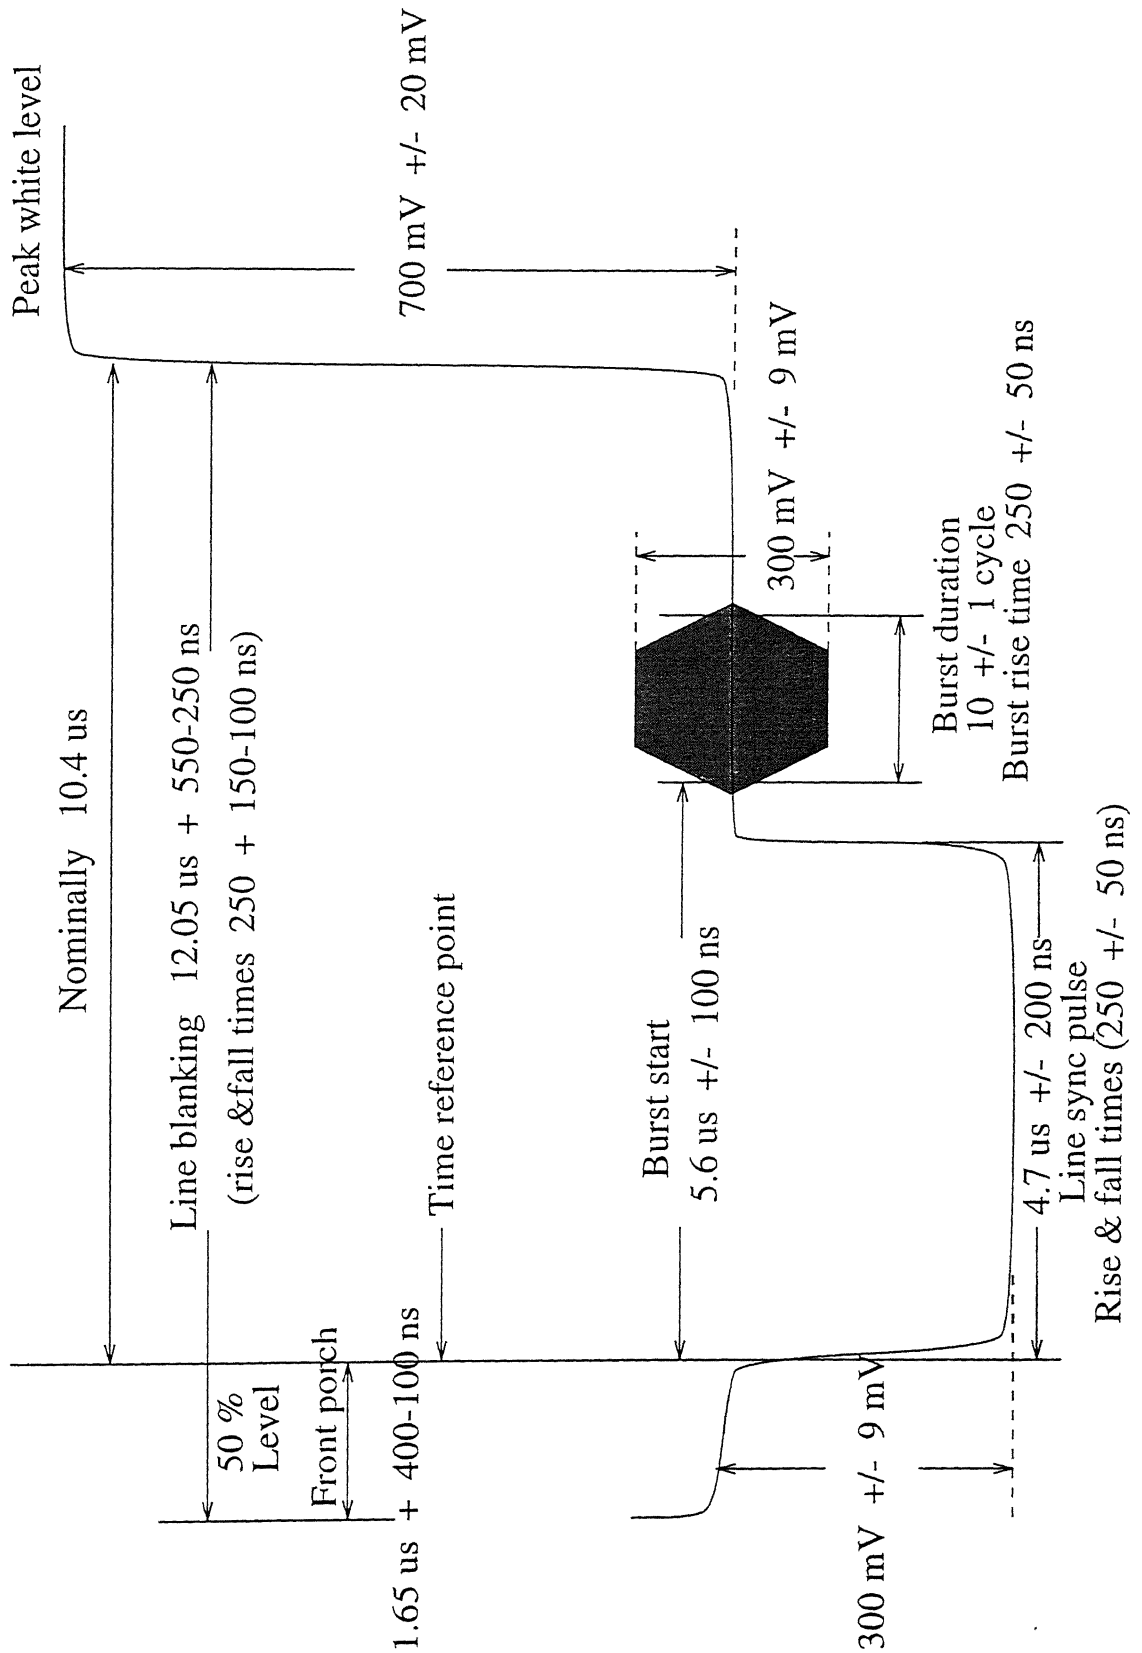 Peak white level
Nominally 10.4 us
Line blanking 12.05 us + 550-250 ns
(rise &fall times 250 + 150-100 ns)
700 mV +/- 20 mV
50 %
Level
Front porch
1.65 us + 400-100 ns
Time reference point
Burst start
5.6 us +/- 100 ns
300 mV +/- 9 mV
Burst duration
10 +/- 1 cycle
Burst rise time 250 +/- 50 ns
300 mV +/- 9 mV
4.7 us +/- 200 ns
Line sync pulse
Rise & fall times (250 +/- 50 ns)